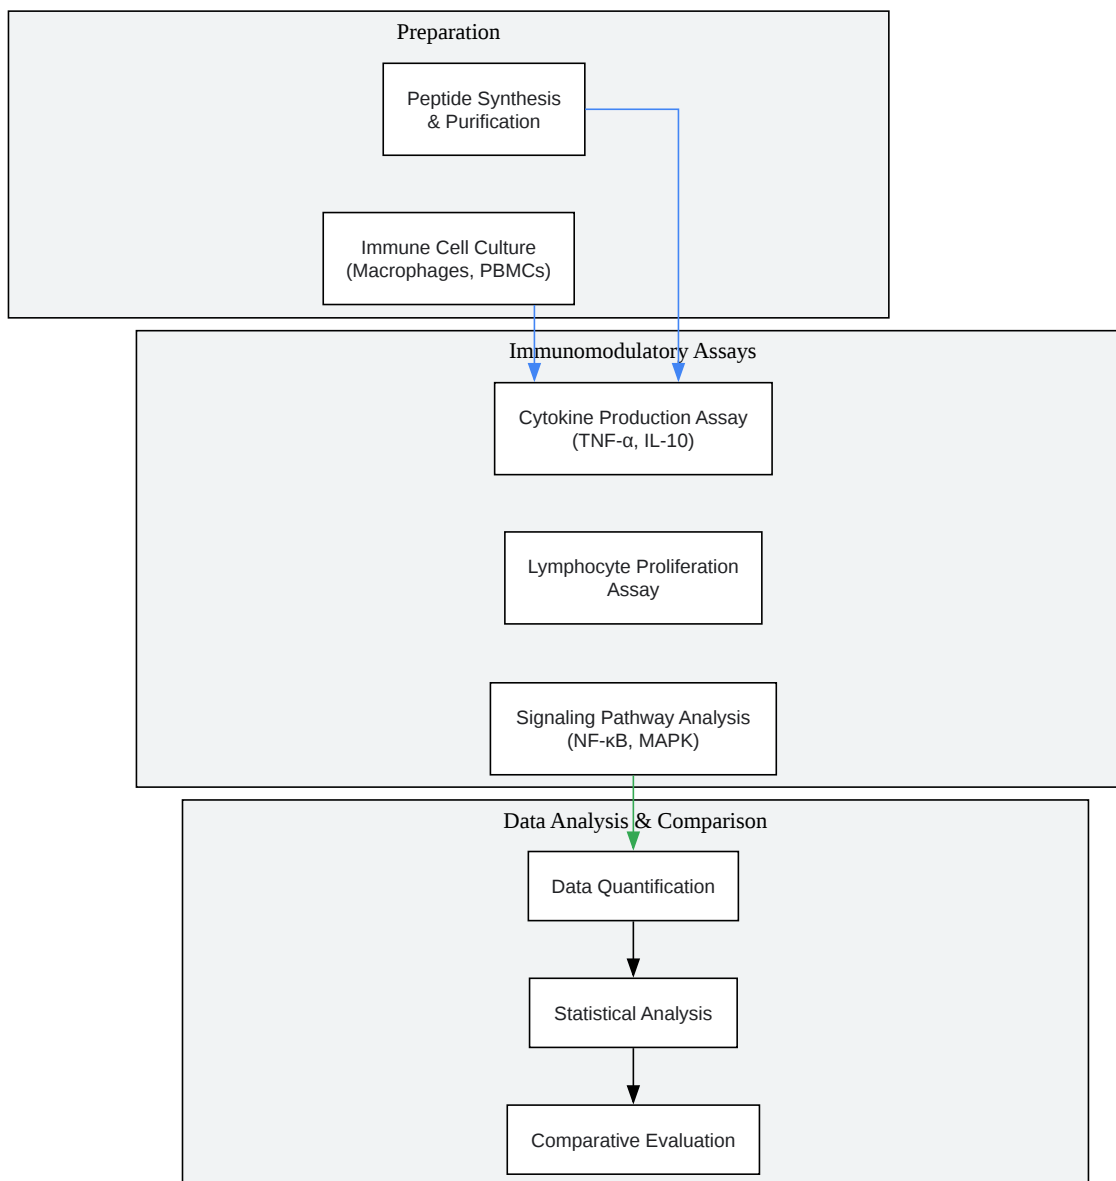 Preparation
Peptide Synthesis
& Purification
Immune Cell Culture
(Macrophages, PBMCs)
Immunomodulatory Assays
Cytokine Production Assay
(TNF-α, IL-10)
Lymphocyte Proliferation
Assay
Signaling Pathway Analysis
(NF-κB, MAPK)
Data Analysis & Comparison
Data Quantification
Statistical Analysis
Comparative Evaluation